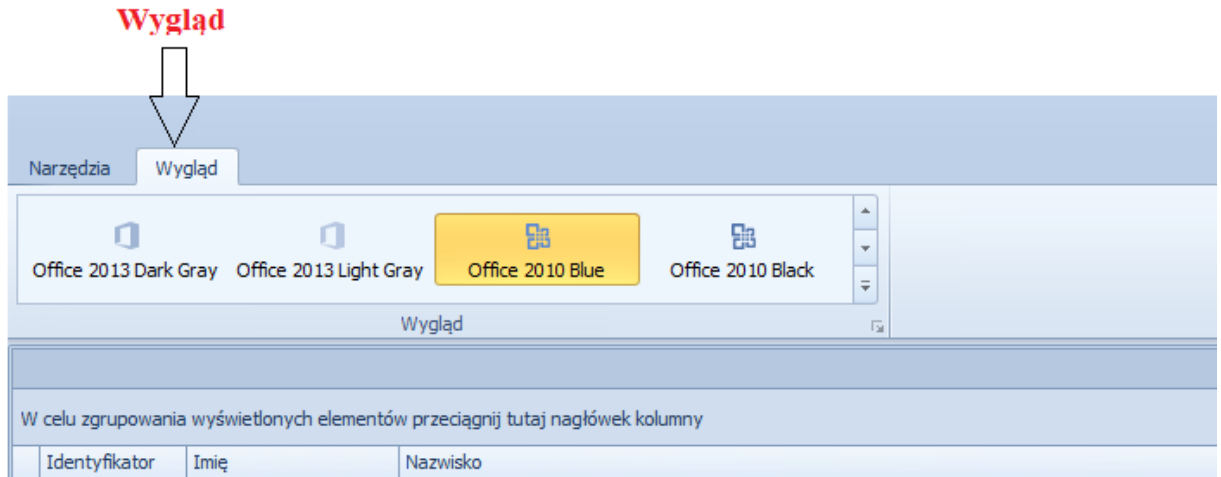 Wygląd
Narzędzia Wygląd
Office 2013 Dark Gray Office 2013 Light Gray Office 2010 Blue Office 2010 Black
Wygląd
W celu zgrupowania wyświetlonych elementów przeciągnij tutaj nagłówek kolumny
Identyfikator Imię Nazwisko